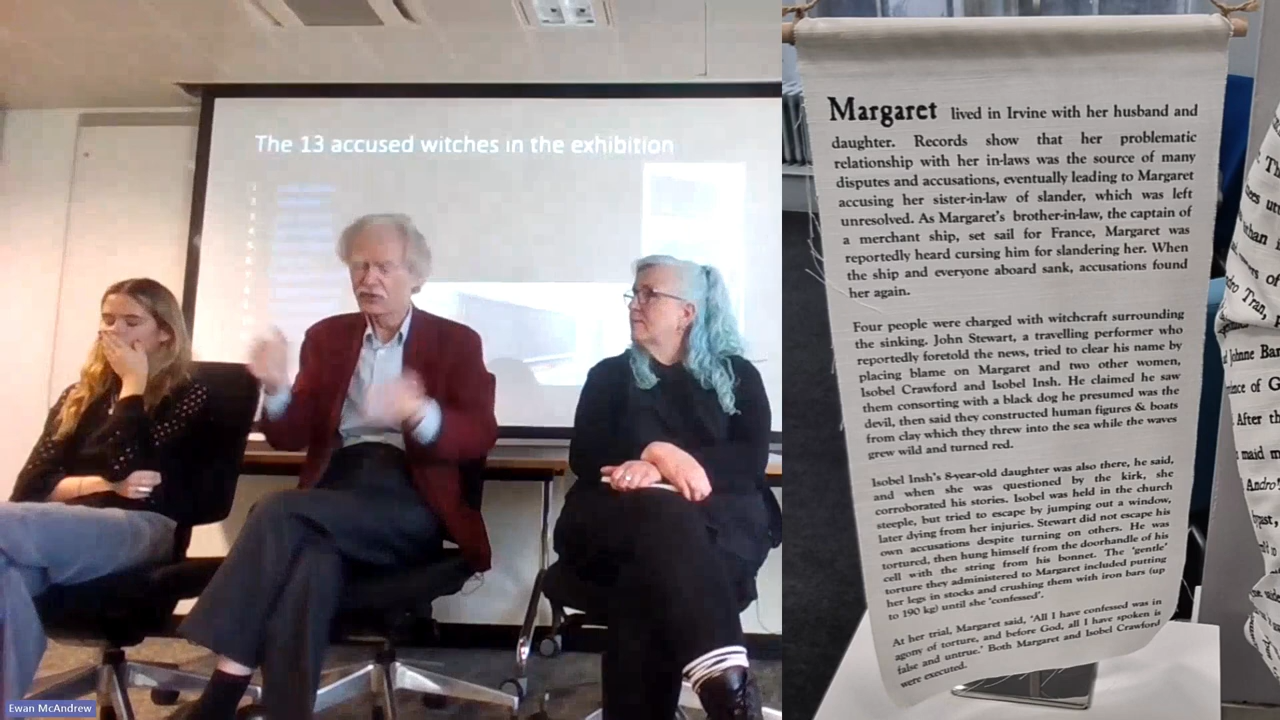 The 13 accused witches in the exhibition
Ewan McAndrew
Margaret lived in Irvine with her husband and
daughter. Records show that her problematic
relationship with her in-laws was the source of many
disputes and accusations, eventually leading to Margaret
accusing her sister-in-law of slander, which was left
unresolved. As Margaret's brother-in-law, the captain of
a merchant ship, set sail for France, Margaret was
reportedly heard cursing him for slandering her. When
the ship and everyone aboard sank, accusations found
her again.
Four people were charged with witchcraft surrounding
the sinking. John Stewart, a travelling performer who
reportedly foretold the news, tried to clear his name by
placing blame on Margaret and two other women,
Isobel Crawford and Isobel Insh. He claimed he saw
them consorting with a black dog he presumed was the
devil, then said they constructed human figures & boats
from clay which they threw into the sea while the waves
grew wild and turned red.
Isobel Insh's 8-year-old daughter was also there, he said,
and when she was questioned by the kirk, she
corroborated his stories. Isobel was held in the church
steeple, but tried to escape by jumping out a window,
later dying from her injuries. Stewart did not escape his
own accusations despite turning on others. He was
tortured, then hung himself from the doorhandle of his
cell with the string from his bonnet. The 'gentle'
torture they administered to Margaret included putting
her legs in stocks and crushing them with iron bars (up
to 190 kg) until she 'confessed'.
At her trial, Margaret said, 'All I have confessed was in
agony of torture, and before God, all I have spoken is
false and untrue.' Both Margaret and Isobel Crawford
were executed.
Tran,
Johnne Bar
of G
After the
maid m
Andro